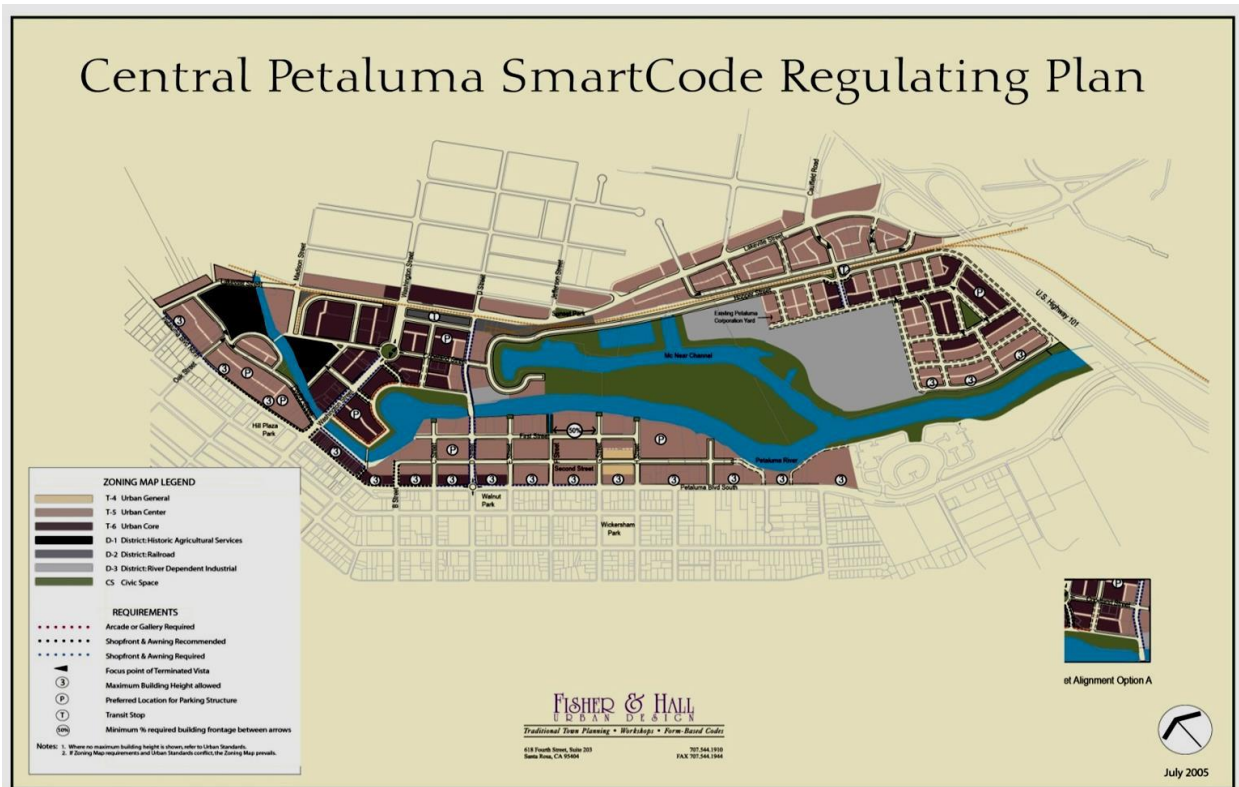 Central Petaluma SmartCode Regulating Plan
Caulfield Road
Lakeville Street
Madison Street
Washington Street
D Street
Jefferson Street
Hopper Street
Existing Petaluma
Corporation Yard
U.S. Highway 101
Mc Near Channel
Oak Street
Hill Plaza
Park
First Street
50%
Second Street
Petaluma River
Petaluma Blvd South
B Street
Walnut
Park
Wickersham
Park
ZONING MAP LEGEND
T-4 Urban General
T-5 Urban Center
T-6 Urban Core
D-1 District: Historic Agricultural Services
D-2 District: Railroad
D-3 District: River Dependent Industrial
CS Civic Space
REQUIREMENTS
Arcade or Gallery Required
Shopfront & Awning Recommended
Shopfront & Awning Required
Focus point of Terminated Vista
3 Maximum Building Height allowed
P Preferred Location for Parking Structure
T Transit Stop
50% Minimum % required building frontage between arrows
Notes: 1. Where no maximum building height is shown, refer to Urban Standards.
2. If Zoning Map requirements and Urban Standards conflict, the Zoning Map prevails.
et Alignment Option A
FISHER & HALL
URBAN DESIGN
Traditional Town Planning • Workshops • Form-Based Codes
618 Fourth Street, Suite 203 707.544.1910
Santa Rosa, CA 95404 FAX 707.544.1944
July 2005